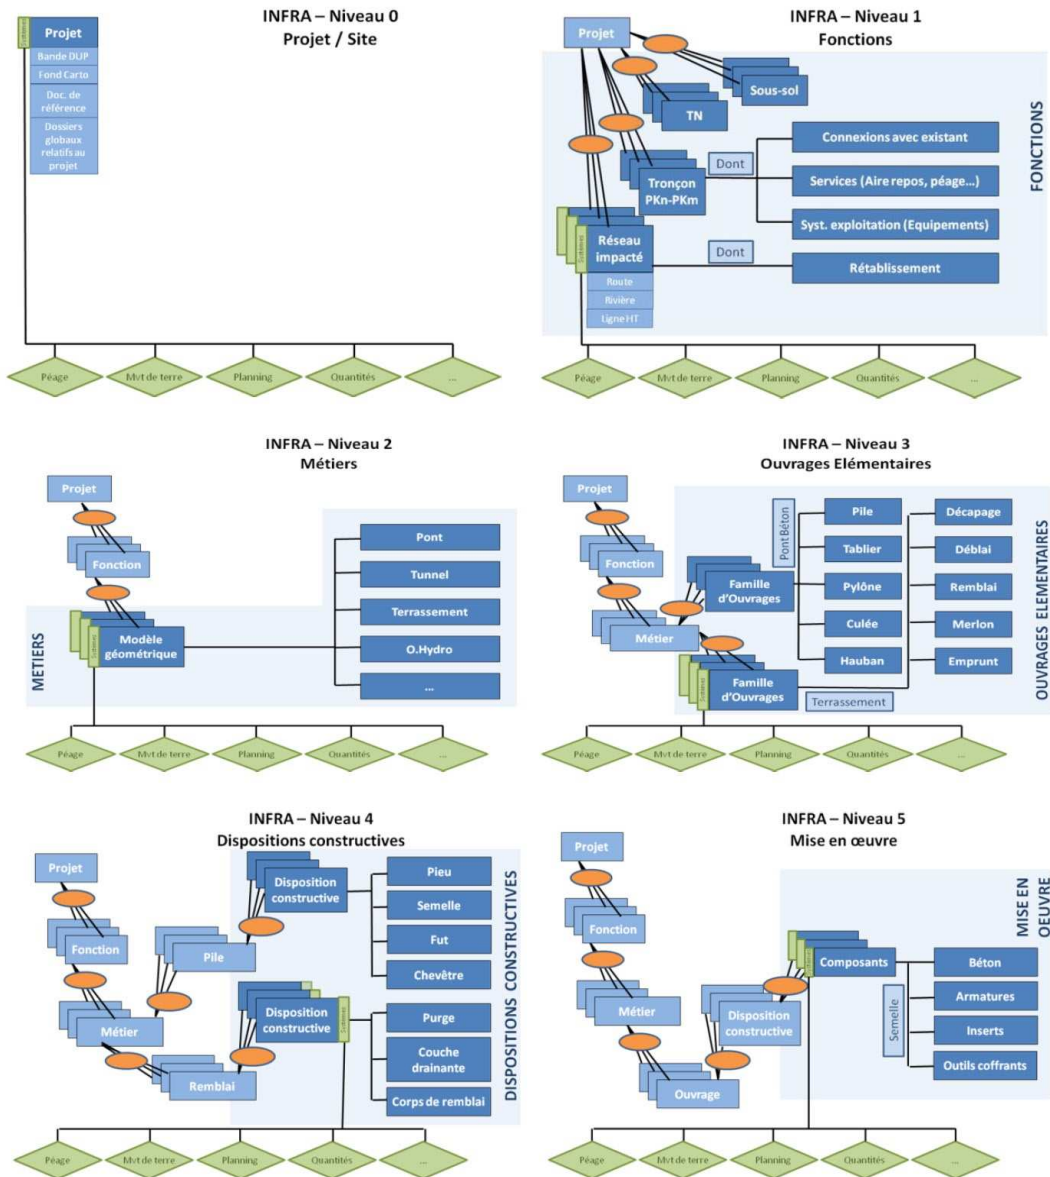 INFRA – Niveau 0
Projet / Site
Systèmes
Projet
Bande DUP
Fond Carto
Doc. de
référence
Dossiers
globaux
relatifs au
projet
Péage
Mvt de terre
Planning
Quantités
...
INFRA – Niveau 1
Fonctions
Projet
Sous-sol
TN
Tronçon
PKn-PKm
Dont
Connexions avec existant
Services (Aire repos, péage...)
Syst. exploitation (Equipements)
Systèmes
Réseau
impacté
Route
Rivière
Ligne HT
Dont
Rétablissement
FONCTIONS
Péage
Mvt de terre
Planning
Quantités
...
INFRA – Niveau 2
Métiers
Projet
Fonction
Systèmes
Modèle
géométrique
METIERS
Pont
Tunnel
Terrassement
O.Hydro
...
Péage
Mvt de terre
Planning
Quantités
...
INFRA – Niveau 3
Ouvrages Elémentaires
Projet
Fonction
Métier
Famille
d'Ouvrages
Pont Béton
Pile
Tablier
Pylône
Culée
Hauban
Systèmes
Famille
d'Ouvrages
Terrassement
Décapage
Déblai
Remblai
Merlon
Emprunt
OUVRAGES ELEMENTAIRES
Péage
Mvt de terre
Planning
Quantités
...
INFRA – Niveau 4
Dispositions constructives
Projet
Fonction
Métier
Pile
Remblai
Disposition
constructive
Pieu
Semelle
Fut
Chevêtre
Disposition
constructive
Systèmes
Purge
Couche
drainante
Corps de remblai
DISPOSITIONS CONSTRUCTIVES
Péage
Mvt de terre
Planning
Quantités
...
INFRA – Niveau 5
Mise en œuvre
Projet
Fonction
Métier
Ouvrage
Disposition
constructive
Systèmes
Composants
Semelle
Béton
Armatures
Inserts
Outils coffrants
MISE EN
OEUVRE
Péage
Mvt de terre
Planning
Quantités
...